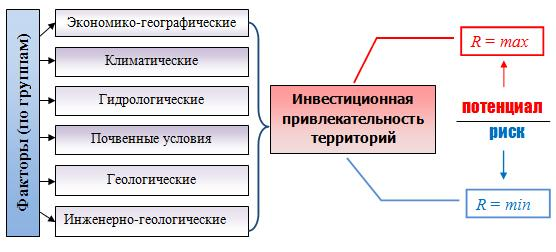 Факторы (по группам)
Экономико-географические
Климатические
Гидрологические
Почвенные условия
Геологические
Инженерно-геологические
Инвестиционная
привлекательность
территорий
R = max
потенциал
риск
R = min